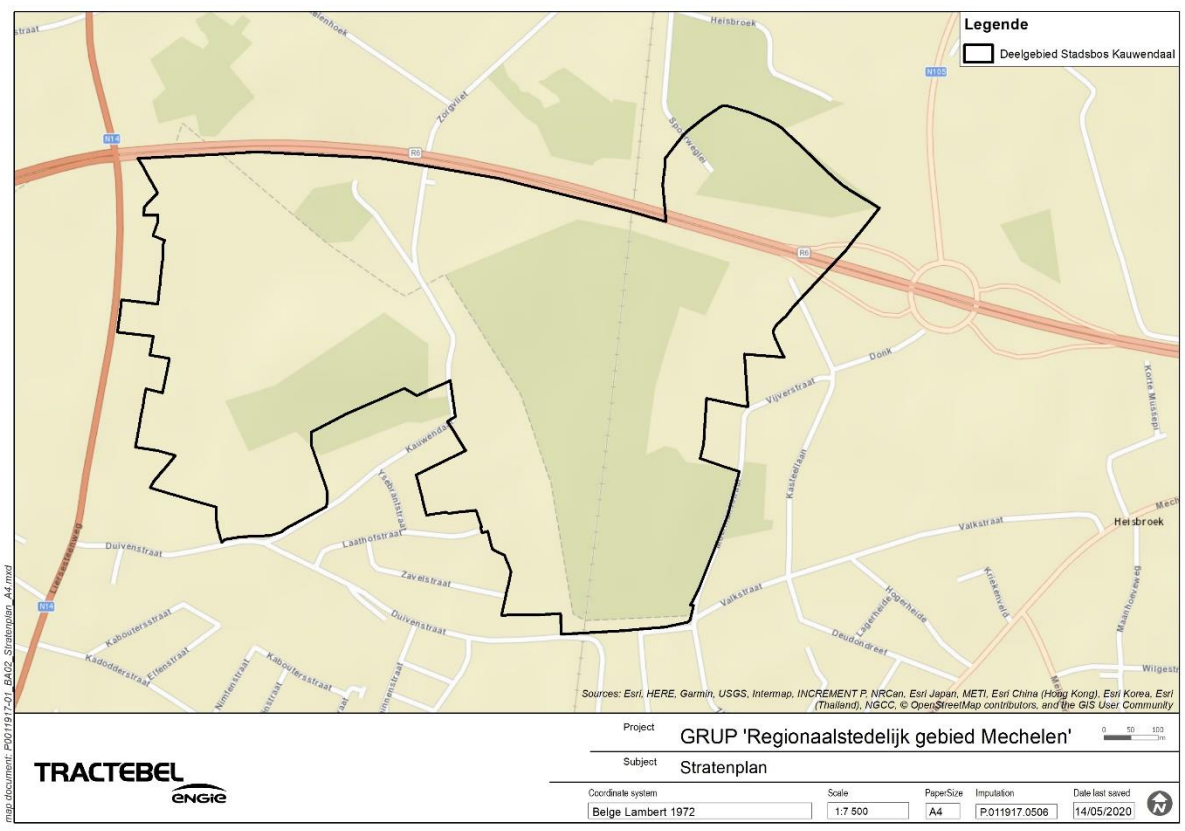 Legende
Deelgebied Stadsbos Kauwendaal
Heisbroek
N105
Zorgvliet
Spoorweglei
N14
R6
R6
Donk
Vijverstraat
Korte Mussepi
Kasteellaan
Ysebrantstraat
Laathofstraat
Duivenstraat
Zavelstraat
Duivenstraat
Liersesteenweg
N14
Valkstraat
Valkstraat
Heisbroek
Kriekenveld
Hogerheide
Lagerheide
Deudondreef
Maanhoeveweg
Kaboutersstraat
Kadodderstraat
Elfenstraat
Nimfenstraat
Kaboutersstraat
Sources: Esri, HERE, Garmin, USGS, Intermap, INCREMENT P, NRCan, Esri Japan, METI, Esri China (Hong Kong), Esri Korea, Esri
(Thailand), NGCC, © OpenStreetMap contributors, and the GIS User Community
map document: P0011917-01_BA02_Stratenplan_A4.mxd
TRACTEBEL
ENGIE
Project
GRUP 'Regionaalstedelijk gebied Mechelen'
0 50 100
m
Subject
Stratenplan
Coordinate system Scale PaperSize Imputation Date last saved
Belge Lambert 1972 1:7 500 A4 P.011917.0506 14/05/2020
N